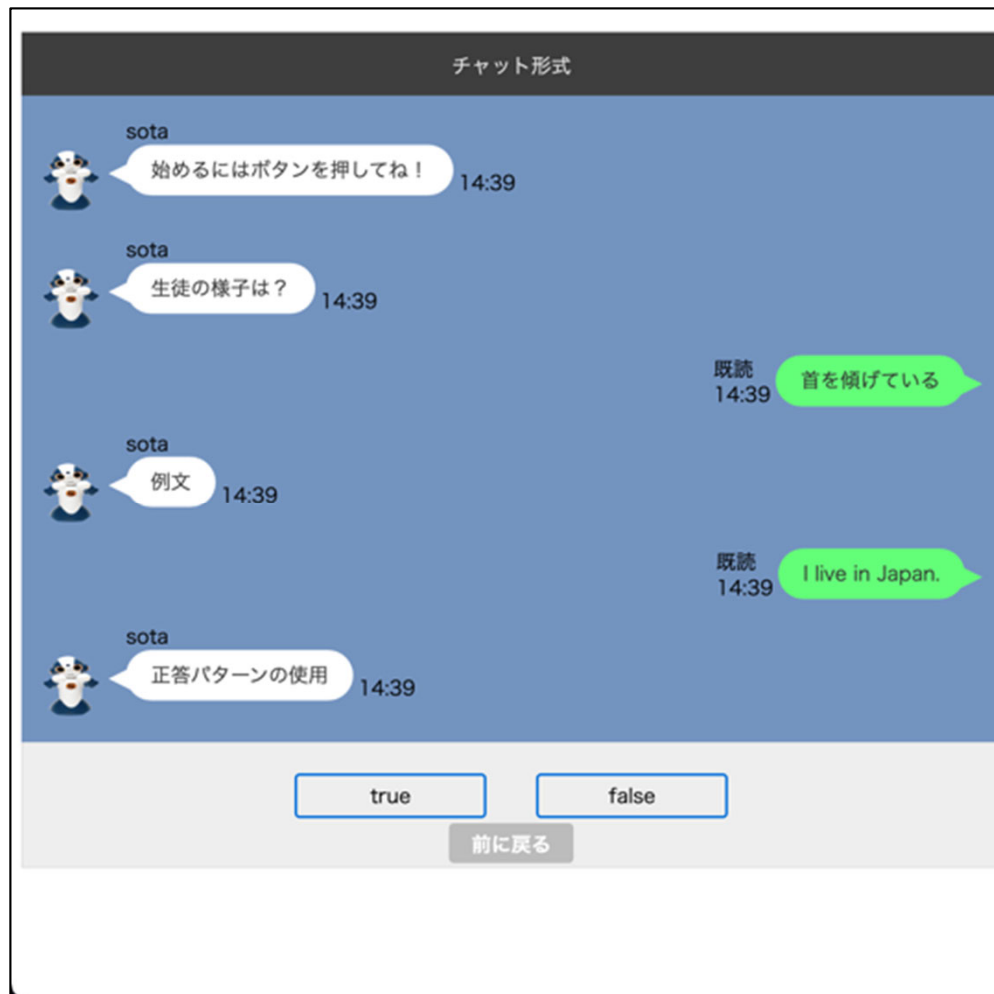 チャット形式
sota
始めるにはボタンを押してね！
14:39
sota
生徒の様子は？
14:39
既読
14:39
首を傾げている
sota
例文
14:39
既読
14:39
I live in Japan.
sota
正答パターンの使用
14:39
true
false
前に戻る